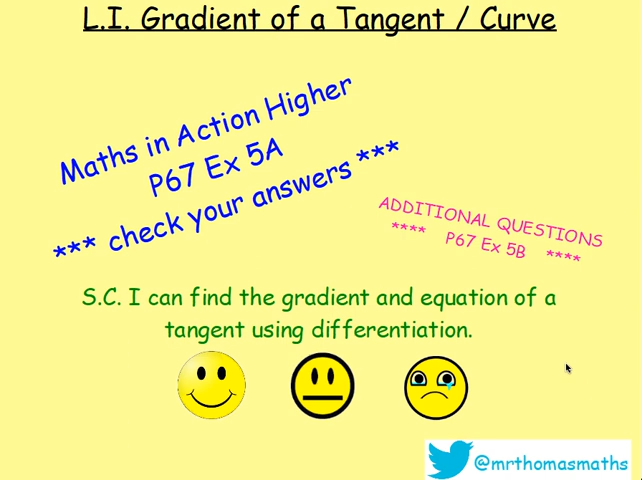 L.I. Gradient of a Tangent / Curve
Maths in Action Higher
P67 Ex 5A
*** check your answers ***
ADDITIONAL QUESTIONS
**** P67 Ex 5B ****
S.C. I can find the gradient and equation of a
tangent using differentiation.
@mrthomasmaths